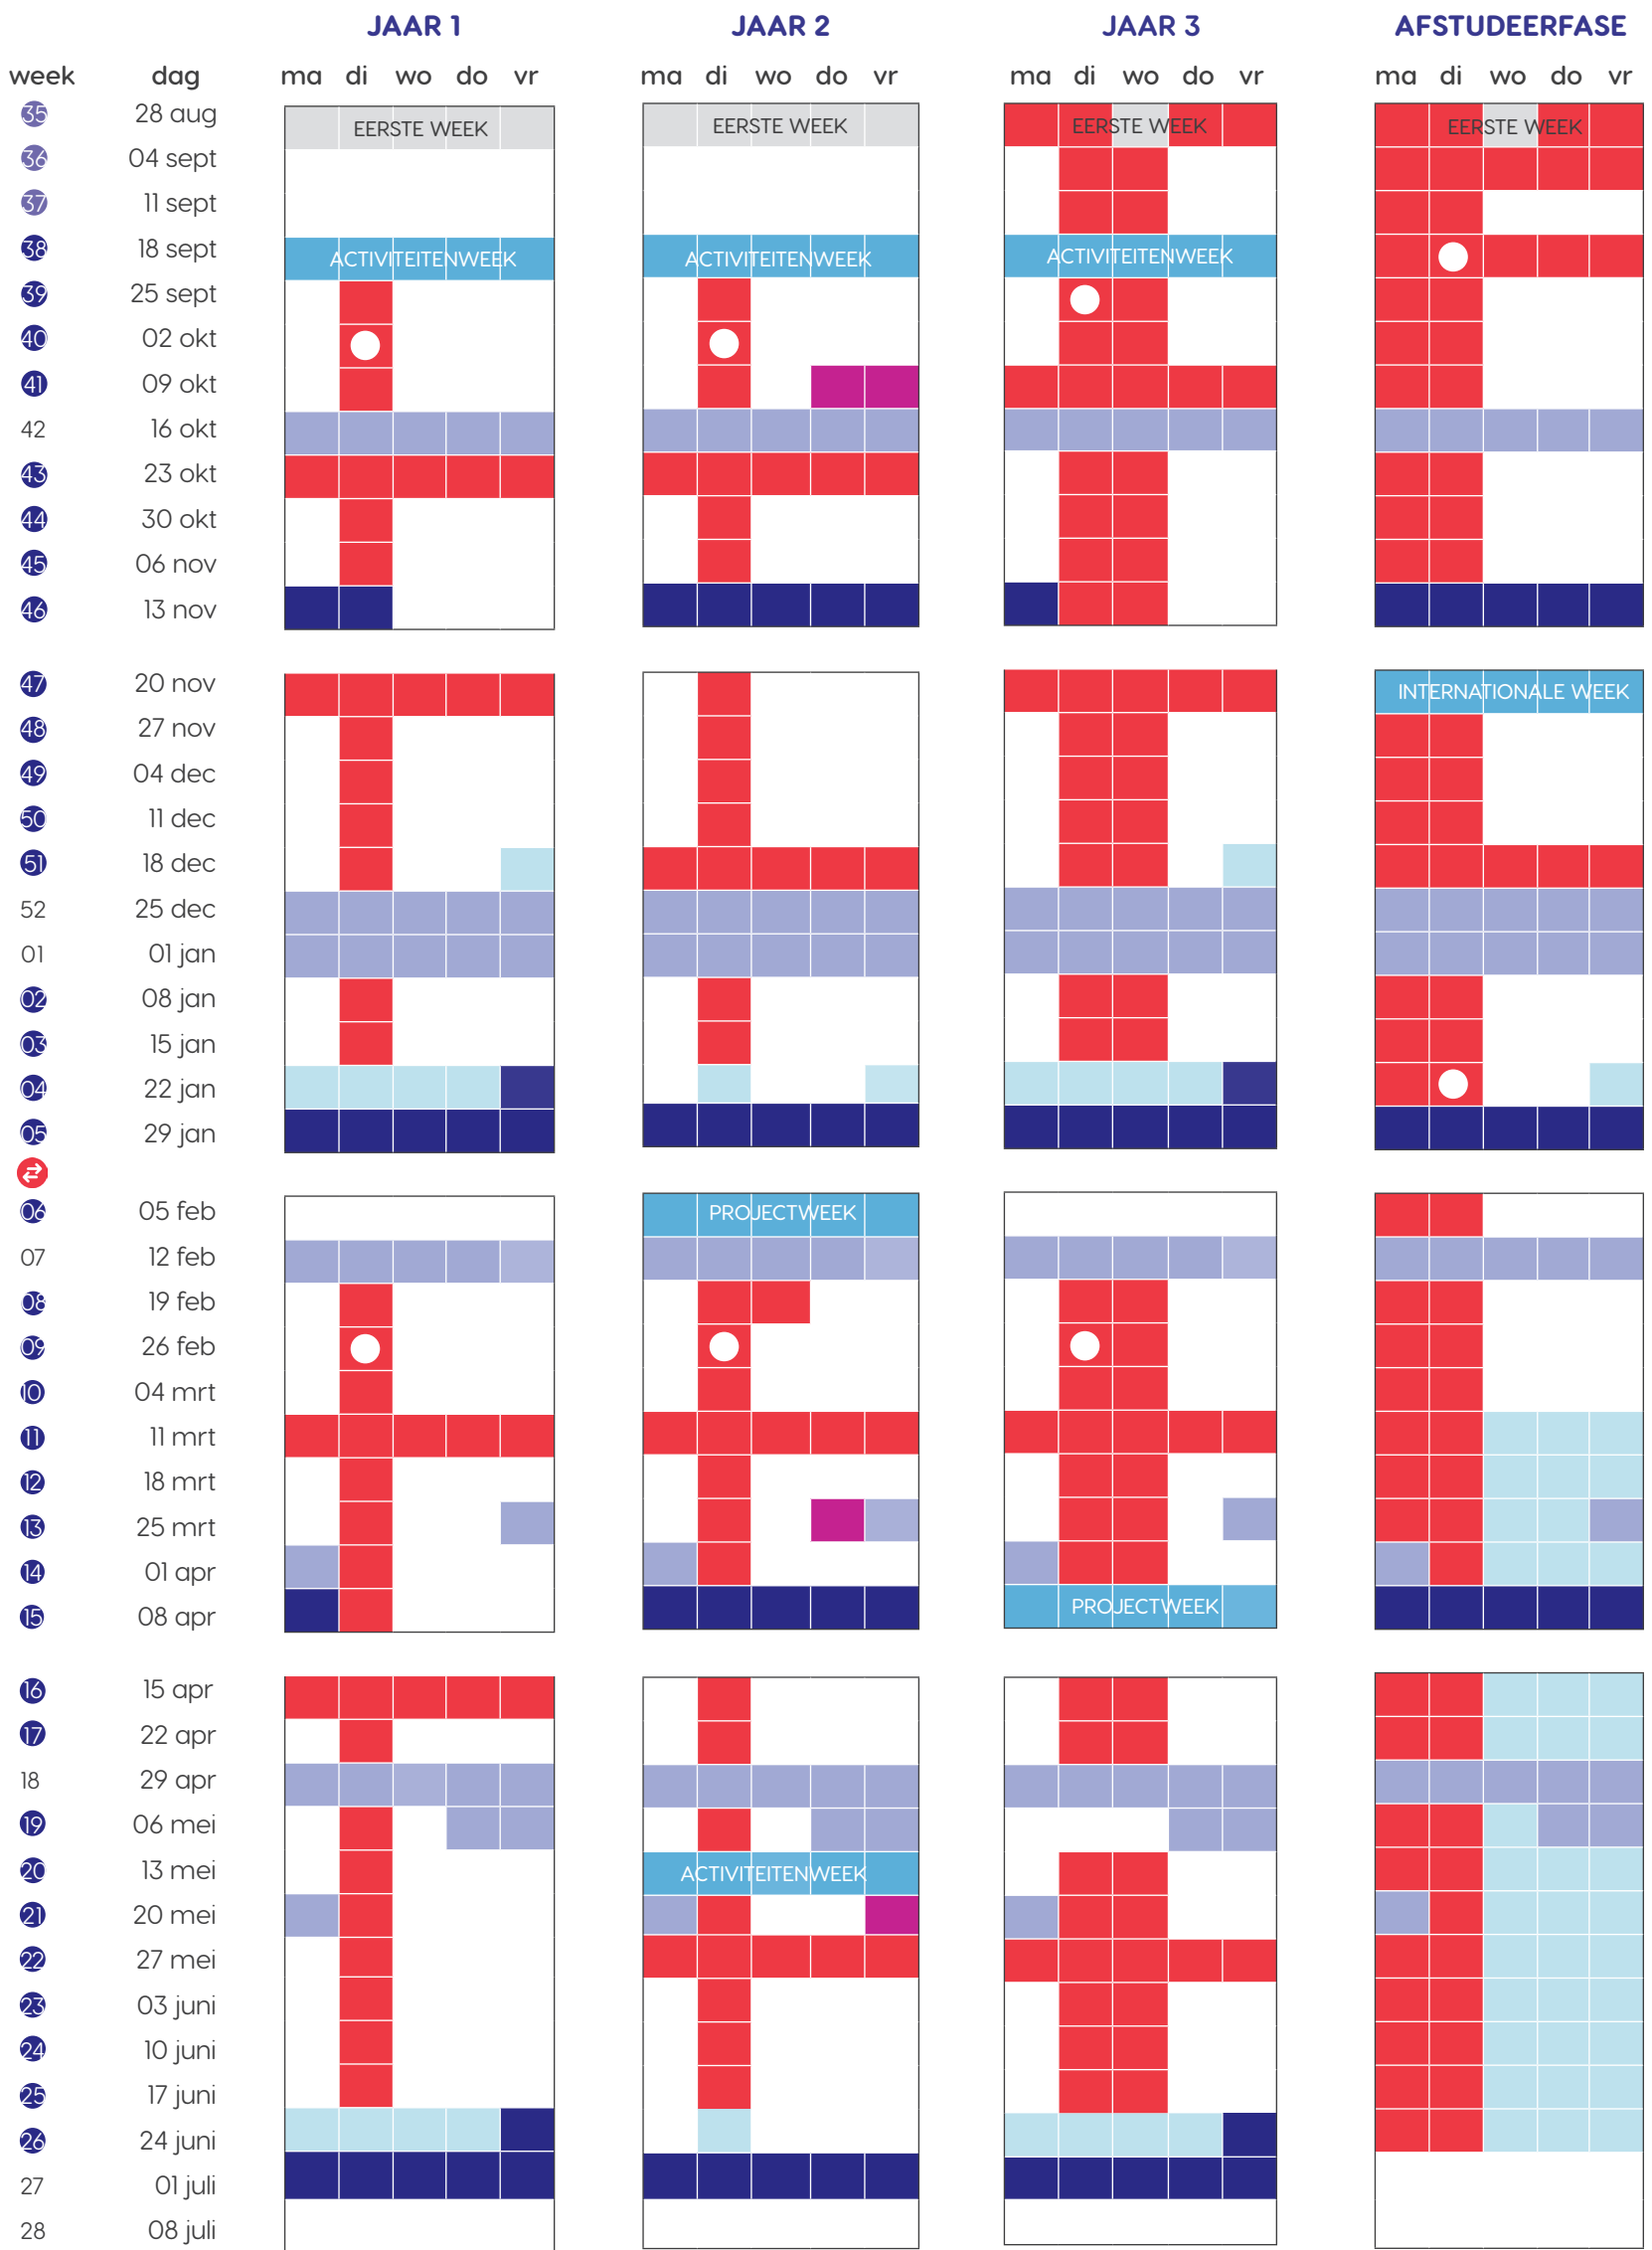 JAAR 1 JAAR 2 JAAR 3 AFSTUDEERFASE
week dag ma di wo do vr ma di wo do vr ma di wo do vr ma di wo do vr
35 28 aug EERSTE WEEK EERSTE WEEK EERSTE WEEK EERSTE WEEK
36 04 sept
37 11 sept
38 18 sept ACTIVITEITENWEEK ACTIVITEITENWEEK ACTIVITEITENWEEK
39 25 sept
40 02 okt
41 09 okt
42 16 okt
43 23 okt
44 30 okt
45 06 nov
46 13 nov
47 20 nov INTERNATIONALE WEEK
48 27 nov
49 04 dec
50 11 dec
51 18 dec
52 25 dec
01 01 jan
02 08 jan
03 15 jan
04 22 jan
05 29 jan
06 05 feb PROJECTWEEK
07 12 feb
08 19 feb
09 26 feb
10 04 mrt
11 11 mrt
12 18 mrt
13 25 mrt
14 01 apr
15 08 apr PROJECTWEEK
16 15 apr
17 22 apr
18 29 apr
19 06 mei
20 13 mei ACTIVITEITENWEEK
21 20 mei
22 27 mei
23 03 juni
24 10 juni
25 17 juni
26 24 juni
27 01 juli
28 08 juli